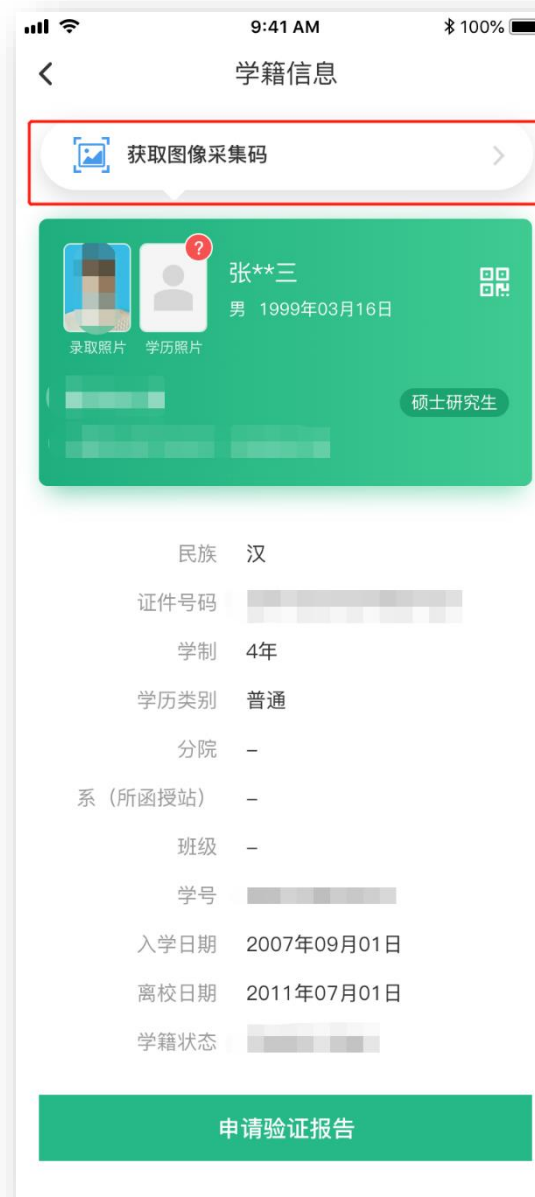 9:41 AM
100%
学籍信息
获取图像采集码
?
张**三
男 1999年03月16日
录取照片 学历照片
硕士研究生
民族 汉
证件号码
学制 4年
学历类别 普通
分院 –
系（所函授站） –
班级 –
学号
入学日期 2007年09月01日
离校日期 2011年07月01日
学籍状态
申请验证报告